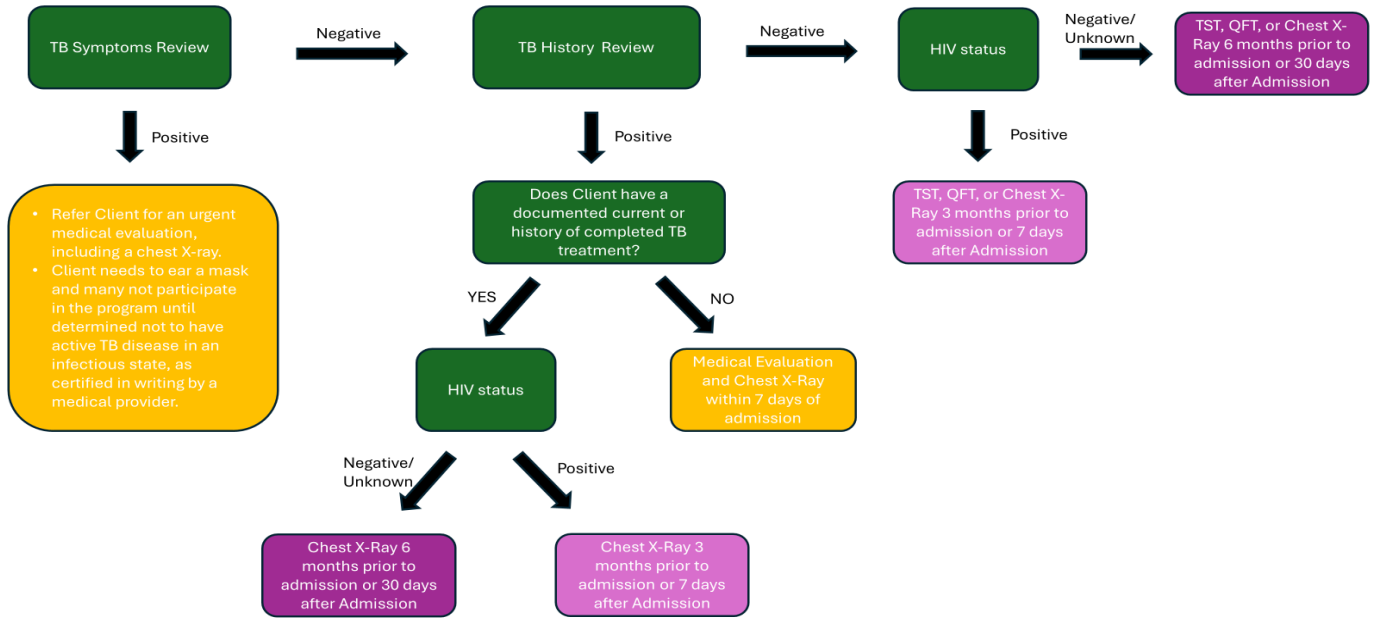 TB Symptoms Review
Negative
TB History Review
Negative
HIV status
Negative/
Unknown
TST, QFT, or Chest X-
Ray 6 months prior to
admission or 30 days
after Admission
Positive
Positive
Positive
• Refer Client for an urgent
medical evaluation,
including a chest X-ray.
• Client needs to ear a mask
and many not participate
in the program until
determined not to have
active TB disease in an
infectious state, as
certified in writing by a
medical provider.
Does Client have a
documented current or
history of completed TB
treatment?
TST, QFT, or Chest X-
Ray 3 months prior to
admission or 7 days
after Admission
YES
NO
HIV status
Medical Evaluation
and Chest X-Ray
within 7 days of
admission
Negative/
Unknown
Positive
Chest X-Ray 6
months prior to
admission or 30 days
after Admission
Chest X-Ray 3
months prior to
admission or 7 days
after Admission